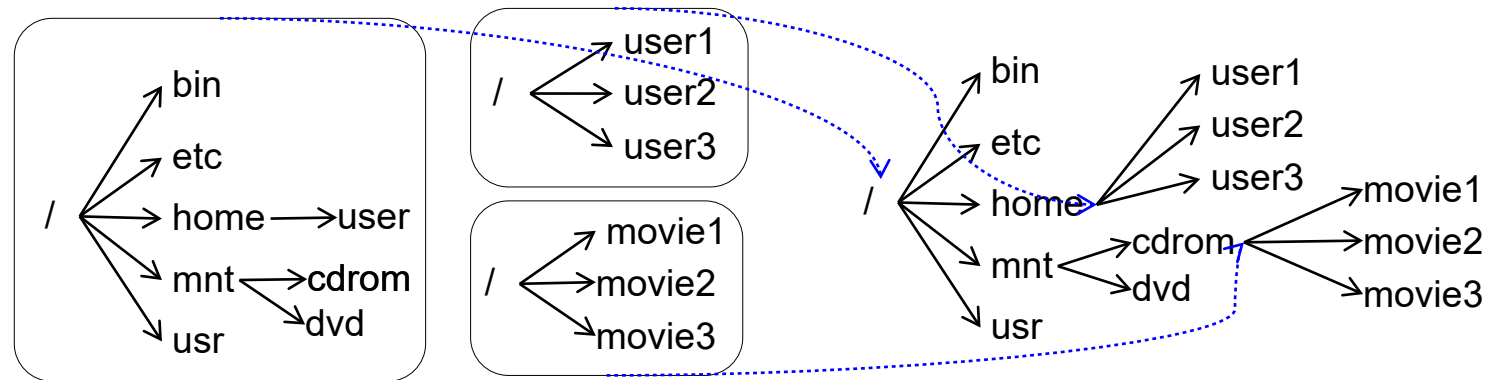 /
bin
etc
home
user
mnt
cdrom
dvd
usr
/
user1
user2
user3
/
movie1
movie2
movie3
/
bin
etc
home
user1
user2
user3
mnt
cdrom
movie1
movie2
movie3
dvd
usr